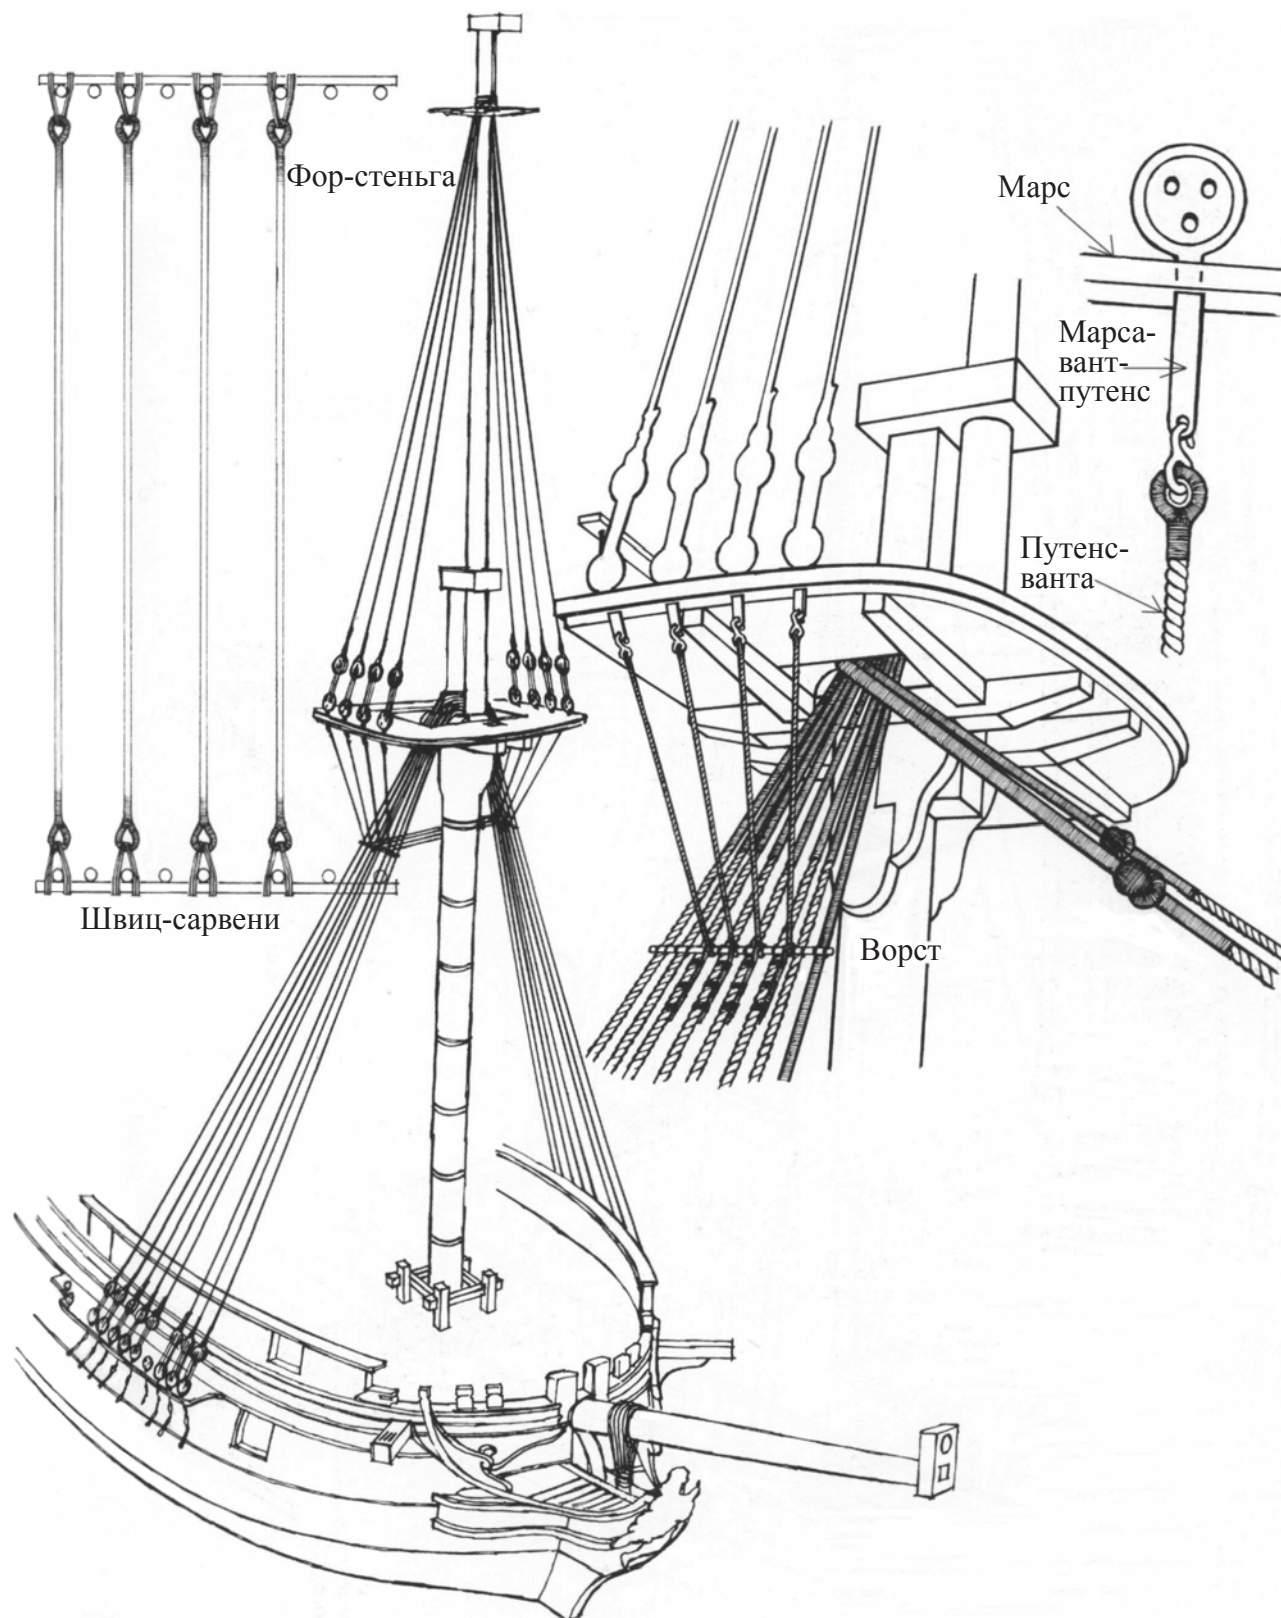 Фор-стеньга
Марс
Марса-
вант-
путенс
Путенс-
ванта
Швиц-сарвени
Ворст